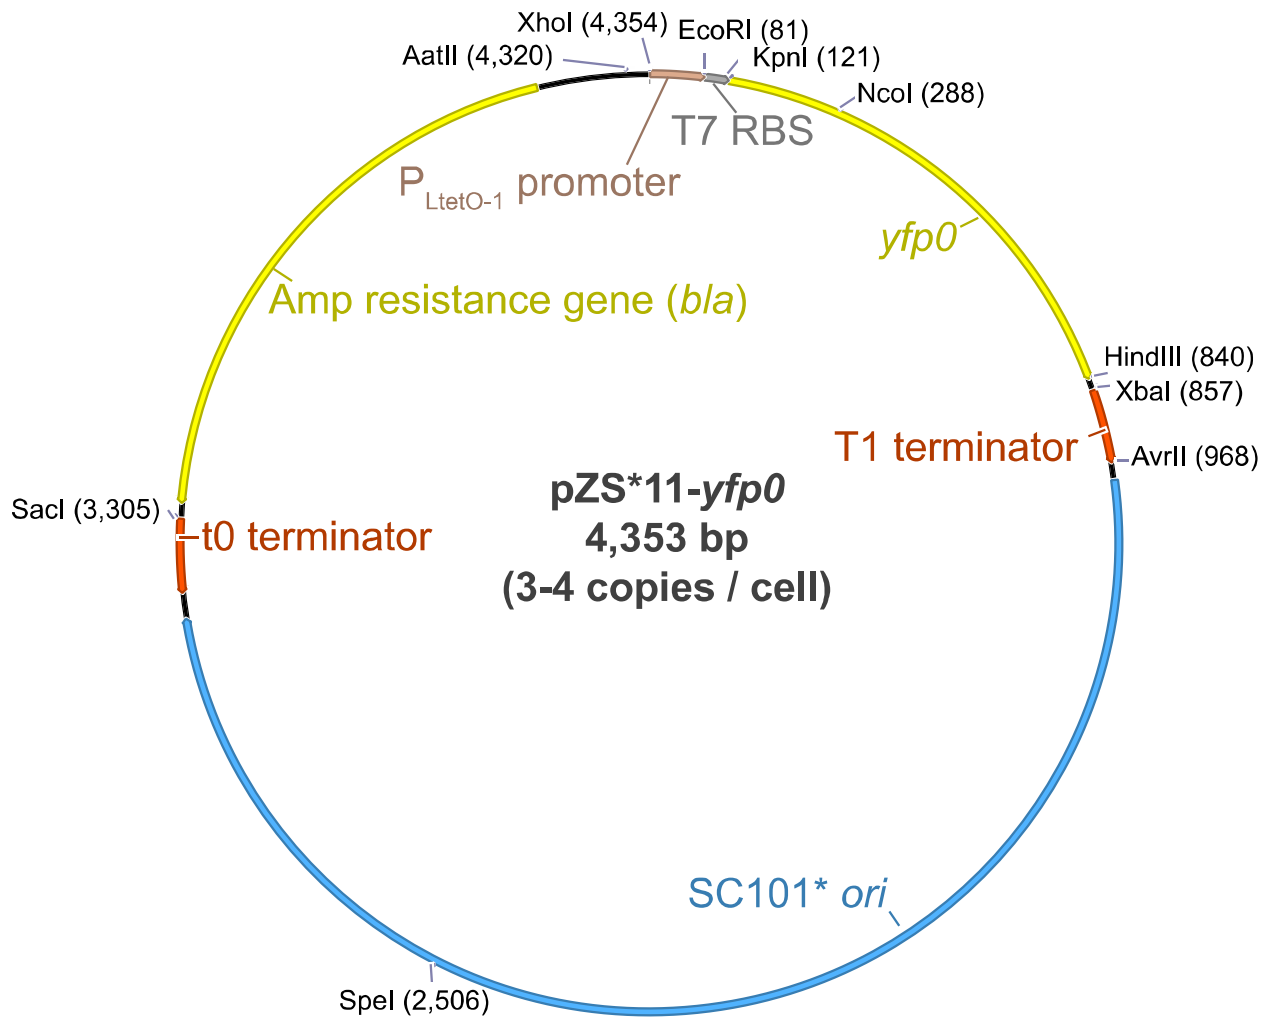 XhoI (4,354)
EcoRI (81)
AatII (4,320)
KpnI (121)
NcoI (288)
T7 RBS
PLtetO-1 promoter
yfp0
Amp resistance gene (bla)
HindIII (840)
XbaI (857)
T1 terminator
AvrII (968)
pZS*11-yfp0
4,353 bp
(3-4 copies / cell)
SacI (3,305)
t0 terminator
SC101* ori
SpeI (2,506)